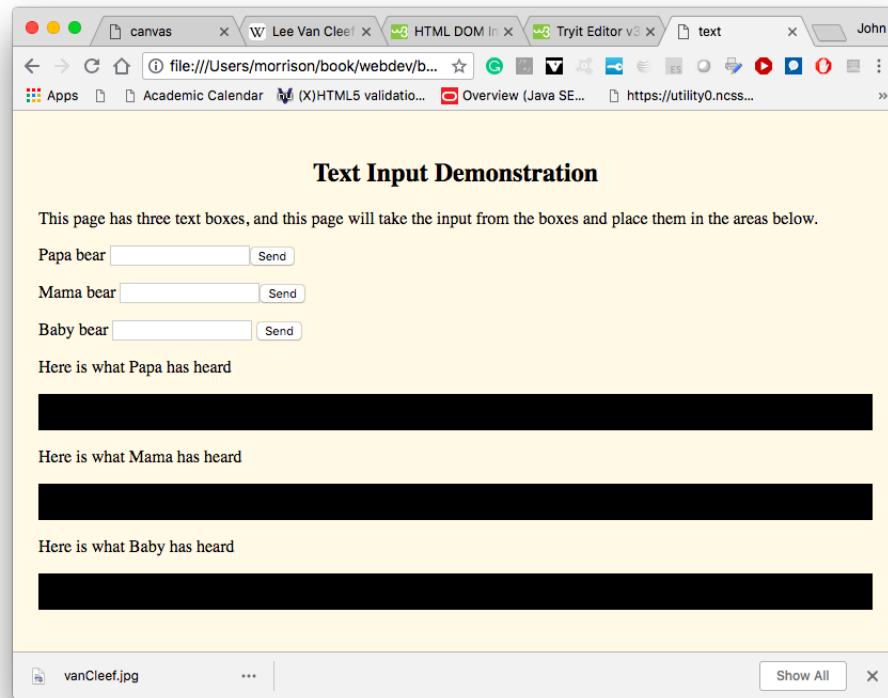 canvas
Lee Van Cleef
HTML DOM In
Tryit Editor v3
text
John
file:///Users/morrison/book/webdev/b...
ES
Apps
Academic Calendar
(X)HTML5 validatio...
Overview (Java SE...
https://utility0.ncss...
Text Input Demonstration
This page has three text boxes, and this page will take the input from the boxes and place them in the areas below.
Papa bear Send
Mama bear Send
Baby bear Send
Here is what Papa has heard
Here is what Mama has heard
Here is what Baby has heard
vanCleef.jpg
Show All